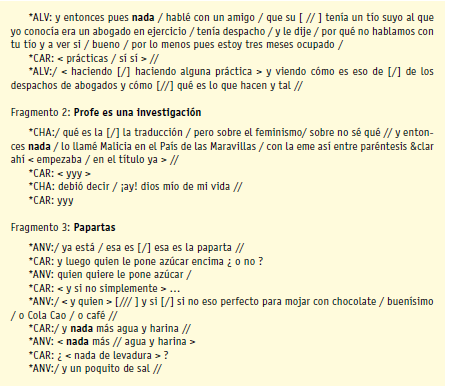 *ALV: y entonces pues nada / hablé con un amigo / que su [ // ] tenía un tío suyo al que
yo conocía era un abogado en ejercicio / tenía despacho / y le dije / por qué no hablamos con
tu tío y a ver si / bueno / por lo menos pues estoy tres meses ocupado /
*CAR: < prácticas / sí sí > //
*ALV:/ < haciendo [/] haciendo alguna práctica > y viendo cómo es eso de [/] de los
despachos de abogados y cómo [//] qué es lo que hacen y tal //
Fragmento 2: Profe es una investigación
*CHA:/ qué es la [/] la traducción / pero sobre el feminismo/ sobre no sé qué // y enton-
ces nada / lo llamé Malicia en el País de las Maravillas / con la eme así entre paréntesis &clar
ahí < empezaba / en el título ya > //
*CAR: < yyy >
*CHA: debió decir / ¡ay! dios mío de mi vida //
*CAR: yyy
Fragmento 3: Papartas
*ANV:/ ya está / esa es [/] esa es la paparta //
*CAR: y luego quien le pone azúcar encima ¿ o no ?
*ANV: quien quiere le pone azúcar /
*CAR: < y si no simplemente > ...
*ANV:/ < y quien > [/// ] y si [/] si no eso perfecto para mojar con chocolate / buenísimo
/ o Cola Cao / o café //
*CAR:/ y nada más agua y harina //
*ANV: < nada más // agua y harina >
*CAR: ¿ < nada de levadura > ?
*ANV:/ y un poquito de sal //